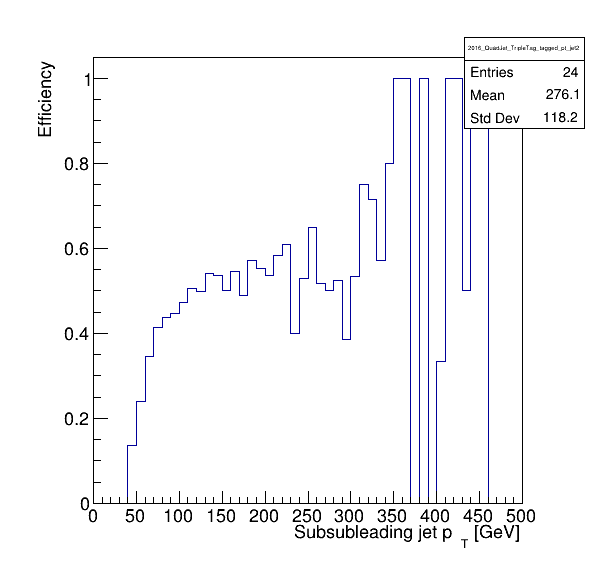 2016_QuadJet_TripleTag_tagged_pt_jet2
Entries 24
Mean 276.1
Std Dev 118.2
Efficiency
1
0.8
0.6
0.4
0.2
0
0 50 100 150 200 250 300 350 400 450 500
Subsubleading jet p_T [GeV]